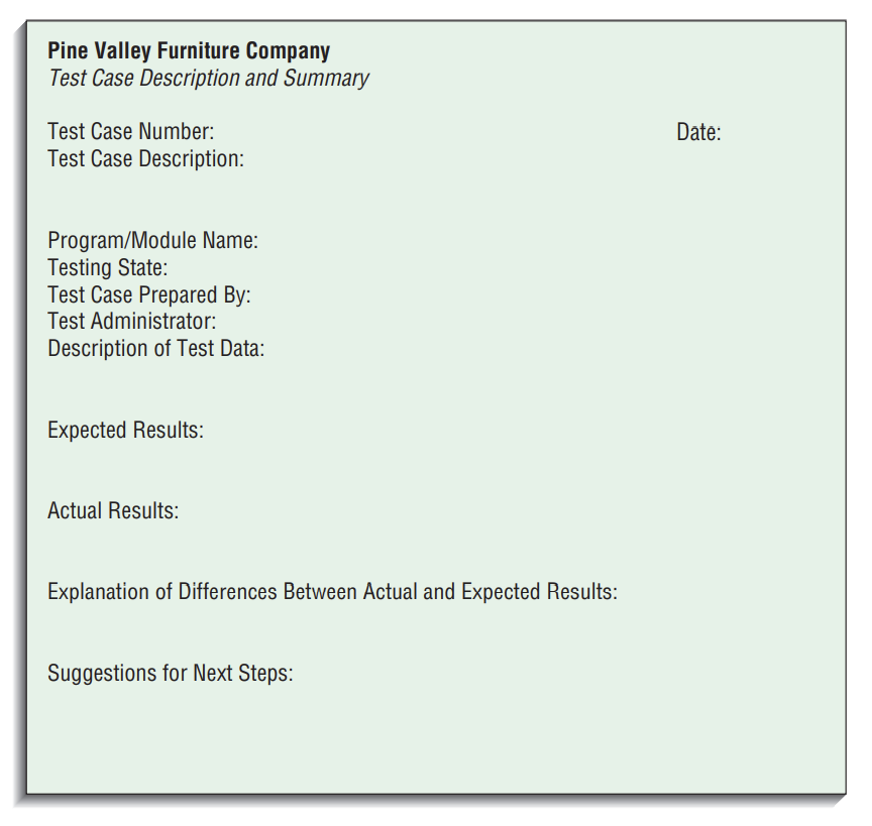 Pine Valley Furniture Company
Test Case Description and Summary
Test Case Number: Date:
Test Case Description:
Program/Module Name:
Testing State:
Test Case Prepared By:
Test Administrator:
Description of Test Data:
Expected Results:
Actual Results:
Explanation of Differences Between Actual and Expected Results:
Suggestions for Next Steps: